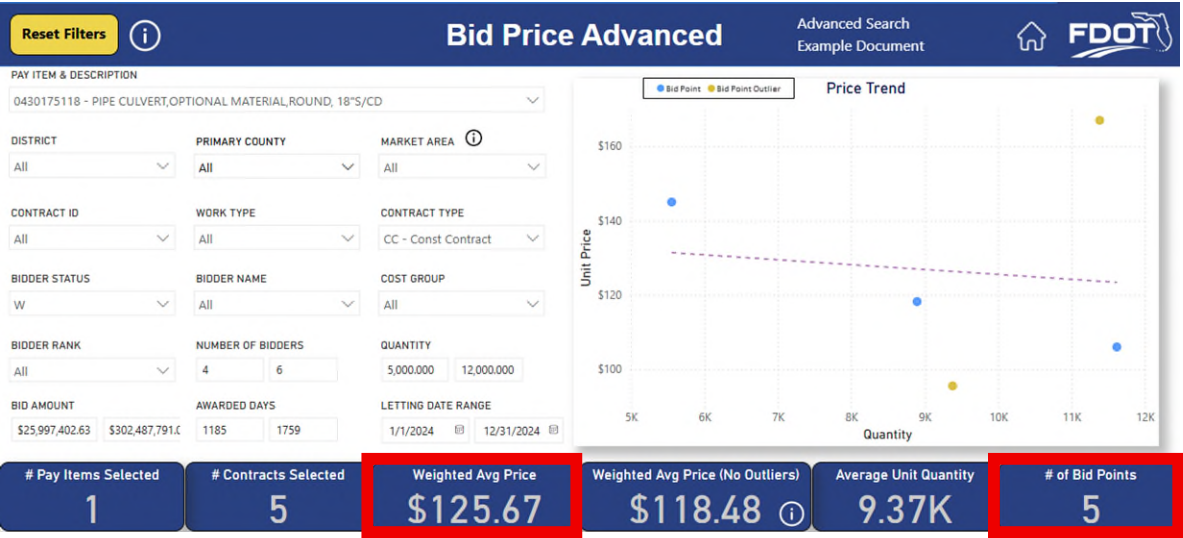 Reset Filters
Bid Price Advanced
Advanced Search
Example Document
FDOT
PAY ITEM & DESCRIPTION
0430175118 - PIPE CULVERT,OPTIONAL MATERIAL,ROUND, 18"S/CD
DISTRICT PRIMARY COUNTY MARKET AREA
All All All
CONTRACT ID WORK TYPE CONTRACT TYPE
All All CC - Const Contract
BIDDER STATUS BIDDER NAME COST GROUP
W All All
BIDDER RANK NUMBER OF BIDDERS QUANTITY
All 4 6 5,000.000 12,000.000
BID AMOUNT AWARDED DAYS LETTING DATE RANGE
$25,997,402.63 $302,487,791.0 1185 1759 1/1/2024 12/31/2024
Bid Point Bid Point Outlier Price Trend
$160
$140
$120
$100
Unit Price
5K 6K 7K 8K 9K 10K 11K 12K
Quantity
# Pay Items Selected
1
# Contracts Selected
5
Weighted Avg Price
$125.67
Weighted Avg Price (No Outliers)
$118.48
Average Unit Quantity
9.37K
# of Bid Points
5